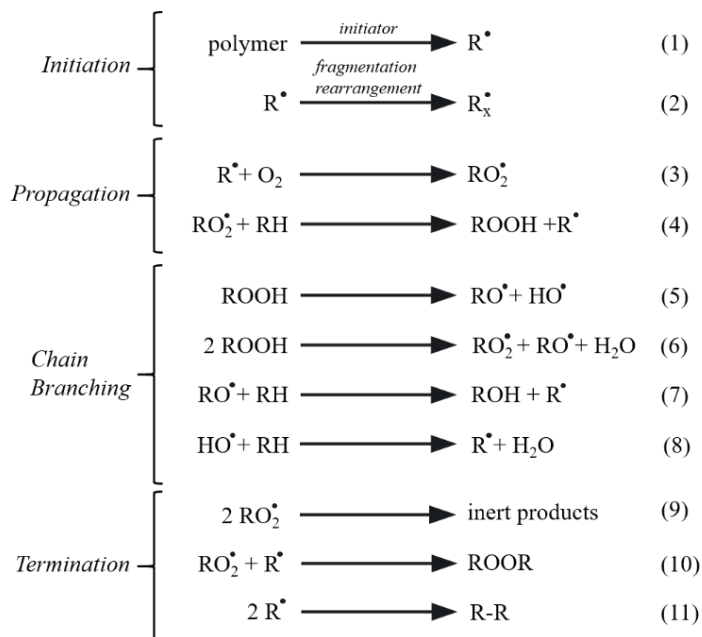 Initiation
polymer initiator R• (1)
R• fragmentation rearrangement Rₓ• (2)
Propagation
R• + O₂ RO₂• (3)
RO₂• + RH ROOH +R• (4)
Chain Branching
ROOH RO• + HO• (5)
2 ROOH RO₂• + RO• + H₂O (6)
RO• + RH ROH + R• (7)
HO• + RH R• + H₂O (8)
Termination
2 RO₂• inert products (9)
RO₂• + R• ROOR (10)
2 R• R-R (11)